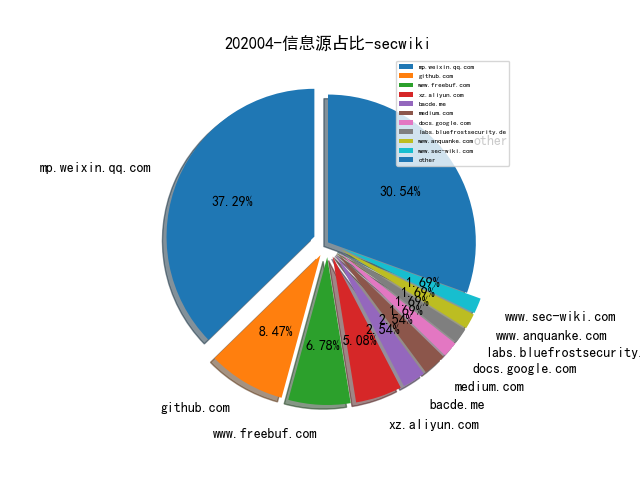 202004-信息源占比-secwiki
mp.weixin.qq.com
github.com
www.freebuf.com
xz.aliyun.com
bacde.me
medium.com
docs.google.com
labs.bluefrostsecurity.de
www.anquanke.com
www.sec-wiki.com
other
other
mp.weixin.qq.com
37.29%
30.54%
8.47%
6.78%
5.08%
2.54%
2.54%
1.69%
1.69%
1.69%
1.69%
www.sec-wiki.com
www.anquanke.com
labs.bluefrostsecurity.
docs.google.com
medium.com
bacde.me
xz.aliyun.com
github.com
www.freebuf.com